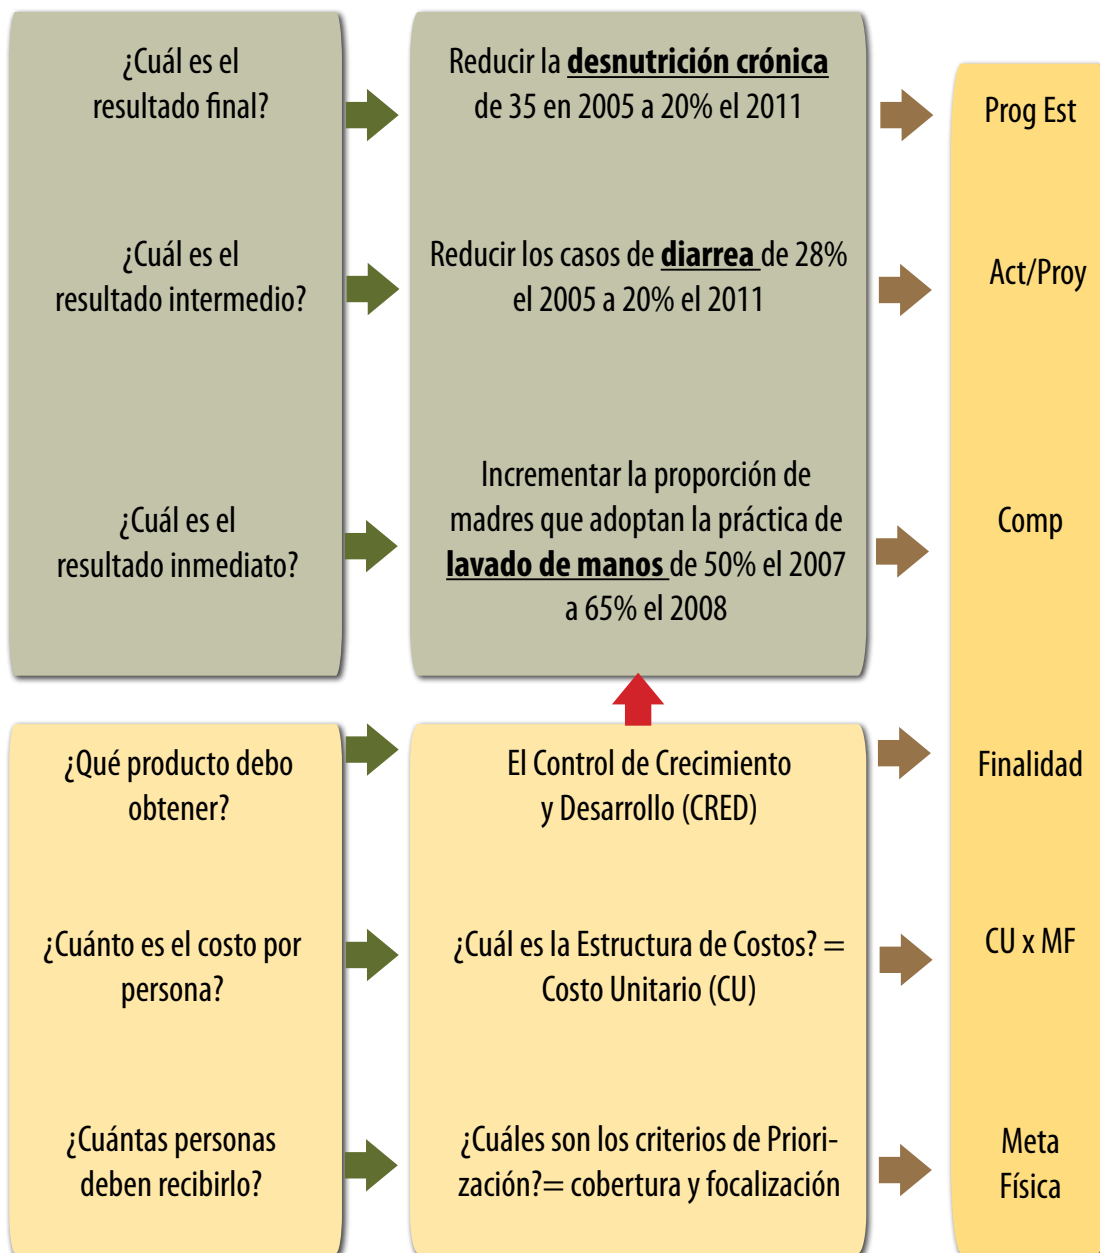 ¿Cuál es el
resultado final?
Reducir la desnutrición crónica
de 35 en 2005 a 20% el 2011
Prog Est
¿Cuál es el
resultado intermedio?
Reducir los casos de diarrea de 28%
el 2005 a 20% el 2011
Act/Proy
¿Cuál es el
resultado inmediato?
Incrementar la proporción de
madres que adoptan la práctica de
lavado de manos de 50% el 2007
a 65% el 2008
Comp
¿Qué producto debo
obtener?
El Control de Crecimiento
y Desarrollo (CRED)
Finalidad
¿Cuánto es el costo por
persona?
¿Cuál es la Estructura de Costos? =
Costo Unitario (CU)
CU x MF
¿Cuántas personas
deben recibirlo?
¿Cuáles son los criterios de Priori-
zación?= cobertura y focalización
Meta
Física